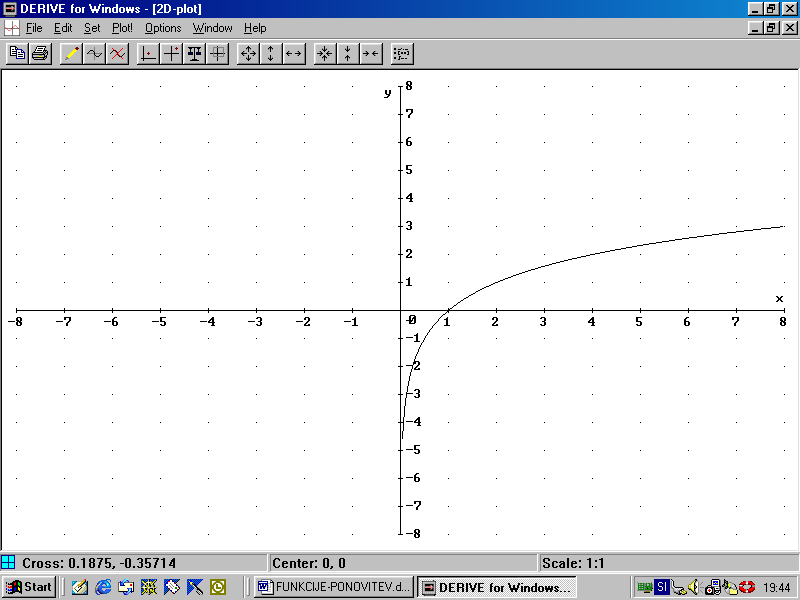 DERIVE for Windows - [2D-plot]
File Edit Set Plot! Options Window Help
y
8
7
6
5
4
3
2
1
x
-8 -7 -6 -5 -4 -3 -2 -1 0 1 2 3 4 5 6 7 8
-1
-2
-3
-4
-5
-6
-7
-8
Cross: 0.1875, -0.35714 Center: 0, 0 Scale: 1:1
Start FUNKCIJE-PONOVITEV.d... DERIVE for Windows... SI 19:44